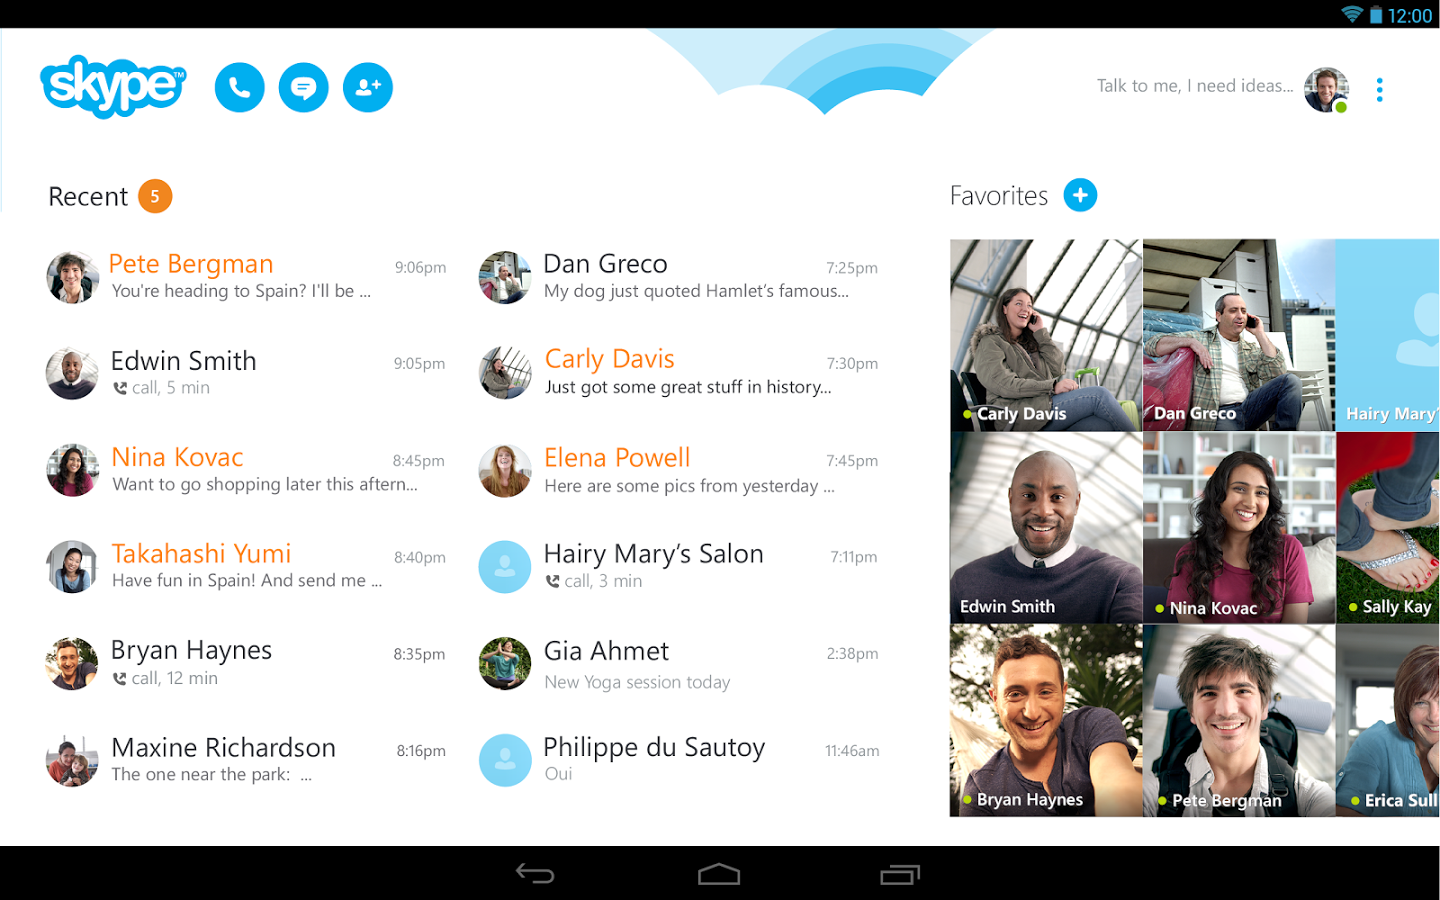 12:00
skype™
Talk to me, I need ideas...
Recent 5
Pete Bergman 9:06pm
You're heading to Spain? I'll be ...
Edwin Smith 9:05pm
call, 5 min
Nina Kovac 8:45pm
Want to go shopping later this aftern...
Takahashi Yumi 8:40pm
Have fun in Spain! And send me ...
Bryan Haynes 8:35pm
call, 12 min
Maxine Richardson 8:16pm
The one near the park: ...
Dan Greco 7:25pm
My dog just quoted Hamlet's famous...
Carly Davis 7:30pm
Just got some great stuff in history...
Elena Powell 7:45pm
Here are some pics from yesterday ...
Hairy Mary's Salon 7:11pm
call, 3 min
Gia Ahmet 2:38pm
New Yoga session today
Philippe du Sautoy 11:46am
Oui
Favorites
Carly Davis
Dan Greco
Hairy Mary'
Edwin Smith
Nina Kovac
Sally Kay
Bryan Haynes
Pete Bergman
Erica Sull